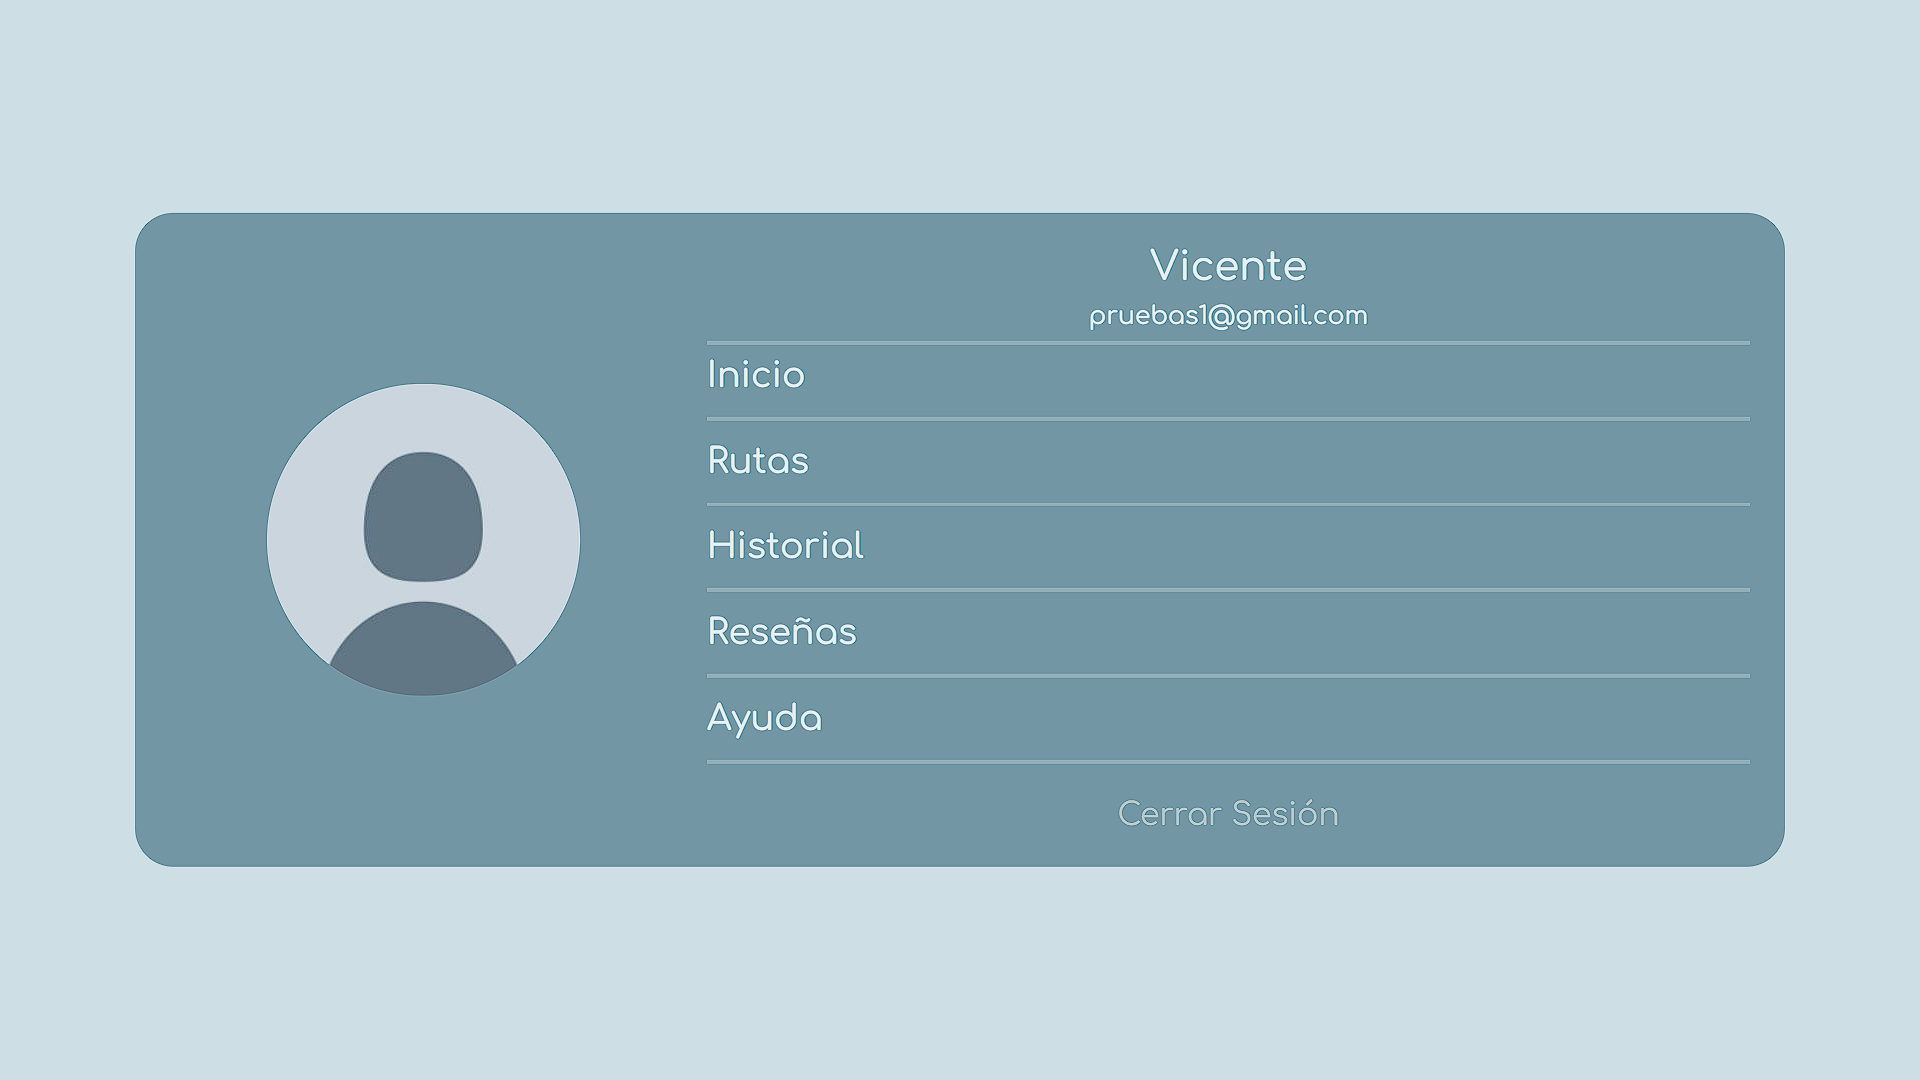 Vicente
pruebas1@gmail.com
Inicio
Rutas
Historial
Reseñas
Ayuda
Cerrar Sesión